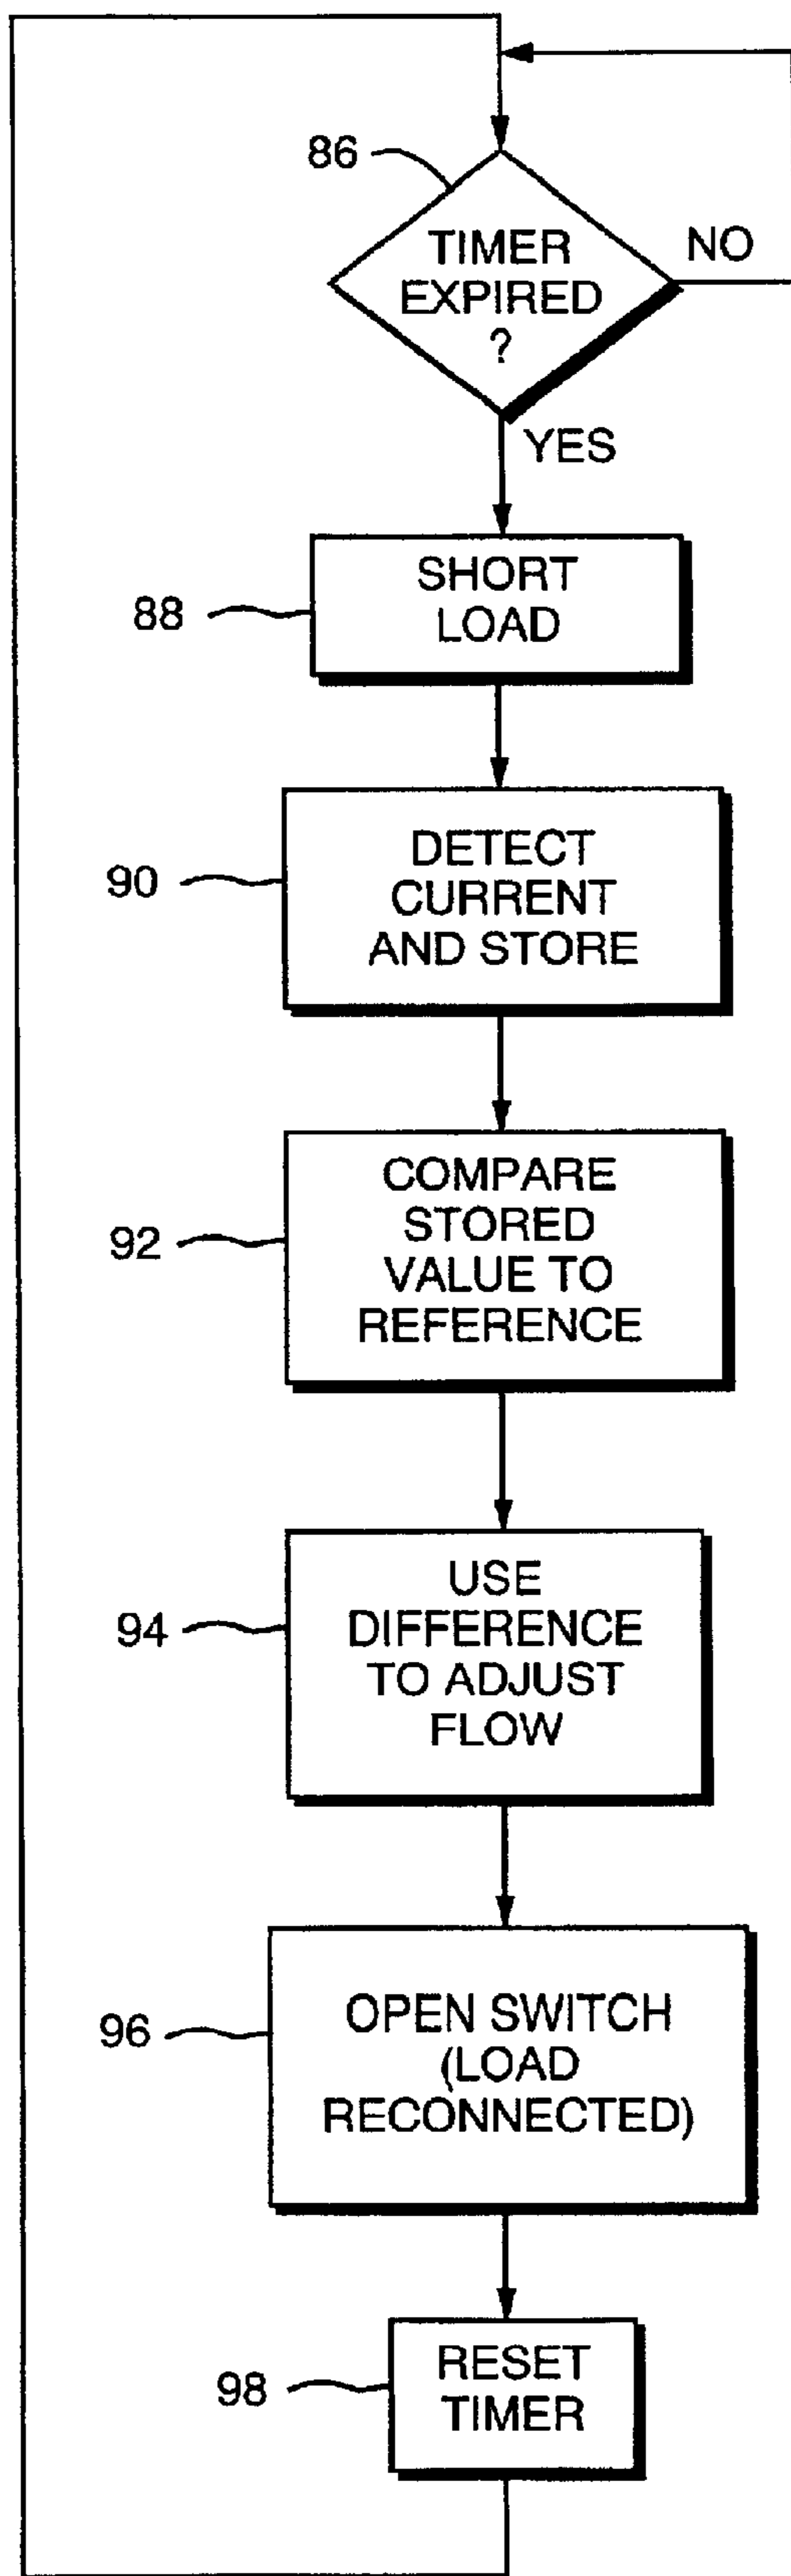 86
TIMER
EXPIRED
?
NO
YES
88
SHORT
LOAD
90
DETECT
CURRENT
AND STORE
92
COMPARE
STORED
VALUE TO
REFERENCE
94
USE
DIFFERENCE
TO ADJUST
FLOW
96
OPEN SWITCH
(LOAD
RECONNECTED)
98
RESET
TIMER